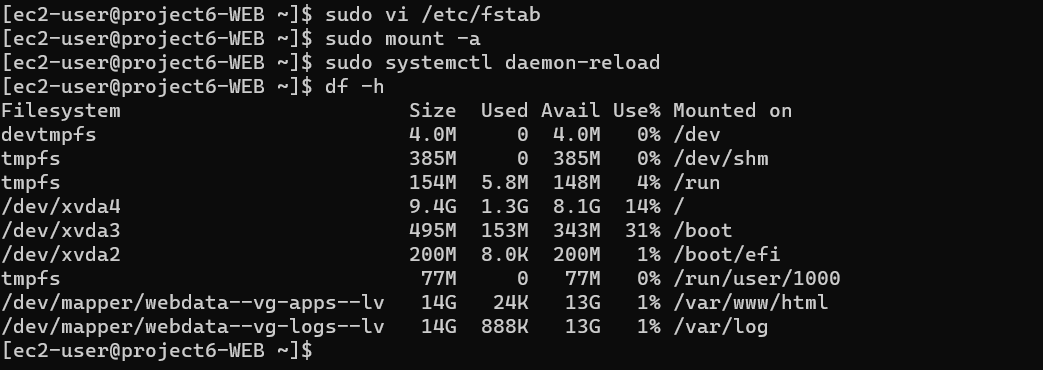 [ec2-user@project6-WEB ~]$ sudo vi /etc/fstab
[ec2-user@project6-WEB ~]$ sudo mount -a
[ec2-user@project6-WEB ~]$ sudo systemctl daemon-reload
[ec2-user@project6-WEB ~]$ df -h
Filesystem                        Size  Used Avail Use% Mounted on
devtmpfs                          4.0M     0  4.0M   0% /dev
tmpfs                             385M     0  385M   0% /dev/shm
tmpfs                             154M  5.8M  148M   4% /run
/dev/xvda4                        9.4G  1.3G  8.1G  14% /
/dev/xvda3                        495M  153M  343M  31% /boot
/dev/xvda2                        200M  8.0K  200M   1% /boot/efi
tmpfs                              77M     0   77M   0% /run/user/1000
/dev/mapper/webdata--vg-apps--lv   14G   24K   13G   1% /var/www/html
/dev/mapper/webdata--vg-logs--lv   14G  888K   13G   1% /var/log
[ec2-user@project6-WEB ~]$